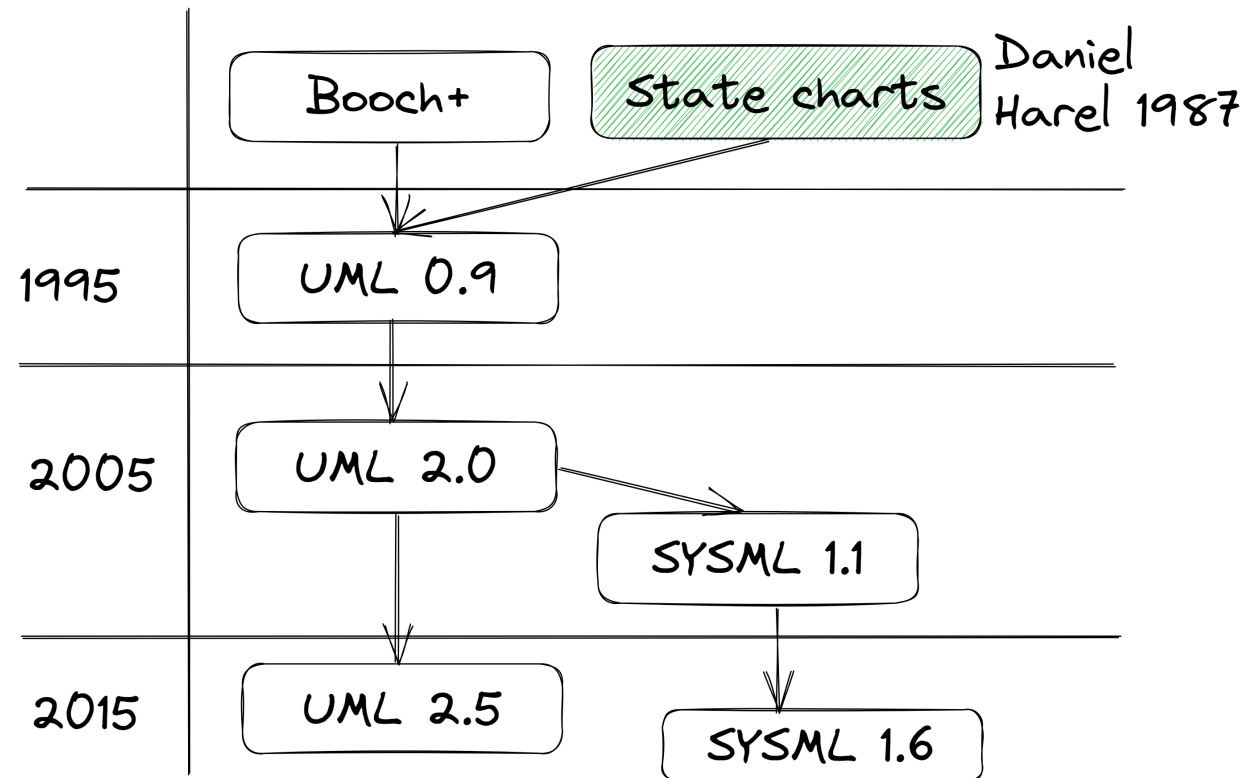 Booch+
State charts
Daniel
Harel 1987
1995
UML 0.9
2005
UML 2.0
SYSML 1.1
2015
UML 2.5
SYSML 1.6